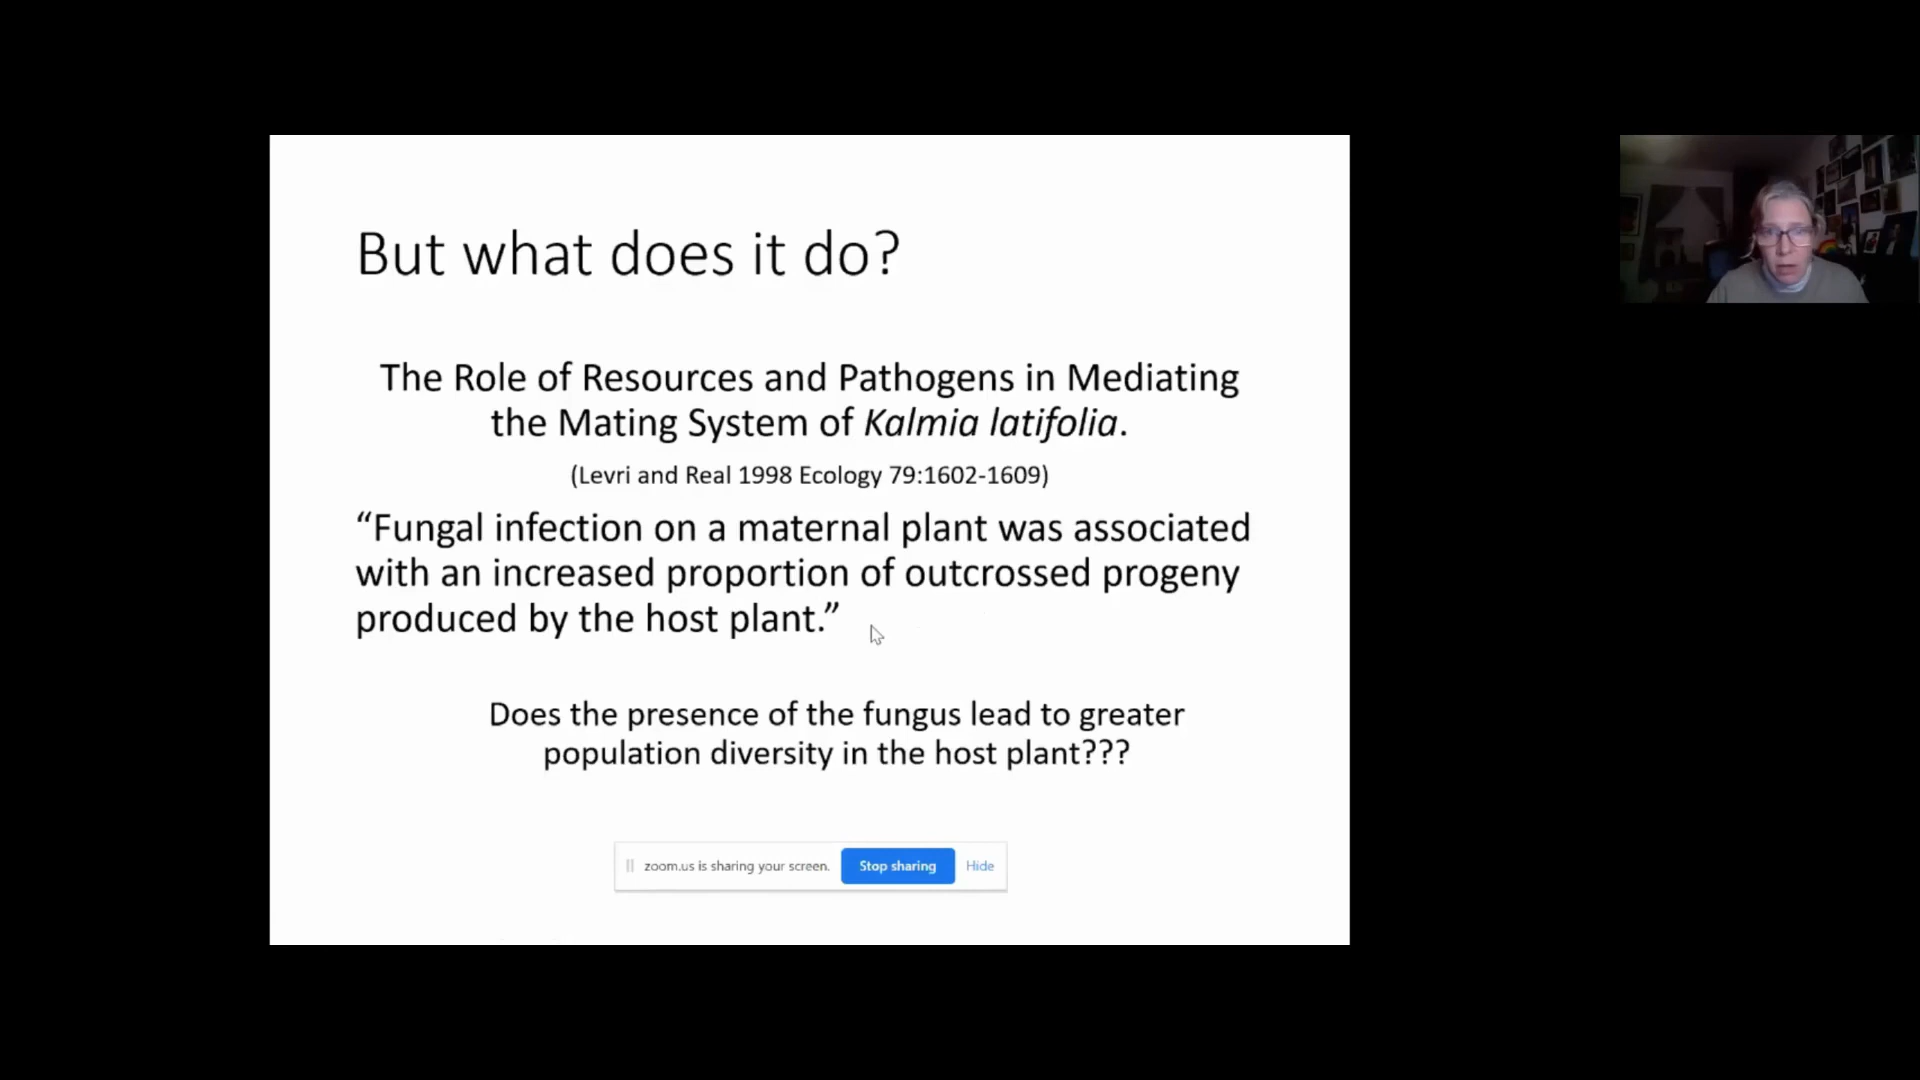 But what does it do?
The Role of Resources and Pathogens in Mediating
the Mating System of Kalmia latifolia.
(Levri and Real 1998 Ecology 79:1602-1609)
“Fungal infection on a maternal plant was associated
with an increased proportion of outcrossed progeny
produced by the host plant.”
Does the presence of the fungus lead to greater
population diversity in the host plant???
zoom.us is sharing your screen. Stop sharing Hide